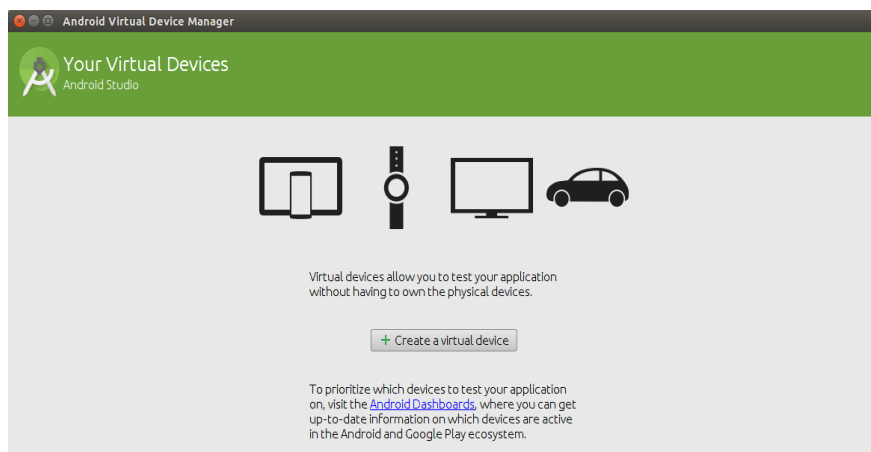 Android Virtual Device Manager
Your Virtual Devices
Android Studio
Virtual devices allow you to test your application
without having to own the physical devices.
+ Create a virtual device
To prioritize which devices to test your application
on, visit the Android Dashboards, where you can get
up-to-date information on which devices are active
in the Android and Google Play ecosystem.